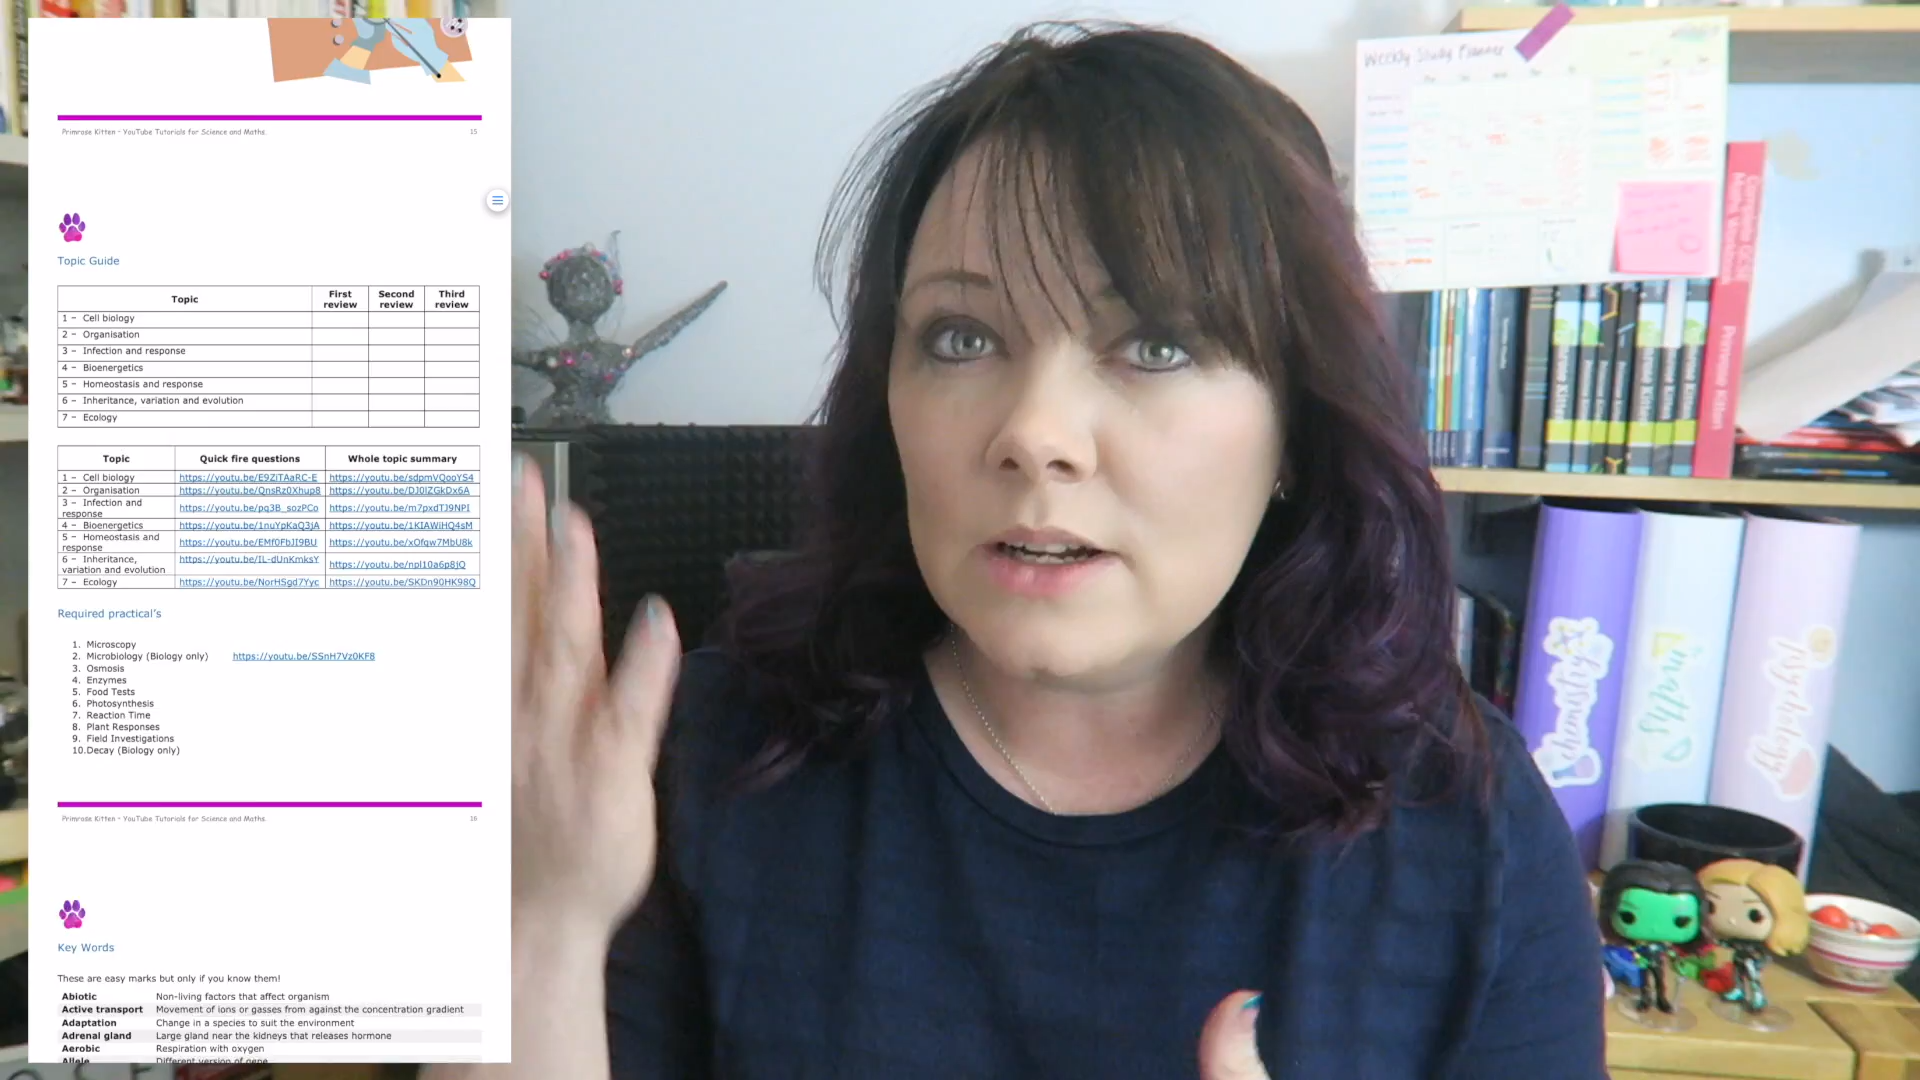 Primrose Kitten – YouTube Tutorials for Science and Maths.
15
Topic Guide
Topic First review Second review Third review
1 – Cell biology
2 – Organisation
3 – Infection and response
4 – Bioenergetics
5 – Homeostasis and response
6 – Inheritance, variation and evolution
7 – Ecology
Topic Quick fire questions Whole topic summary
1 – Cell biology https://youtu.be/E9ZiTAaRC-E https://youtu.be/sdpmVQooYS4
2 – Organisation https://youtu.be/QnsRz0Xhup8 https://youtu.be/DJ0lZGkDx6A
3 – Infection and response https://youtu.be/pq3B_sozPCo https://youtu.be/m7pxdTJ9NPI
4 – Bioenergetics https://youtu.be/1nuYpKaQ3jA https://youtu.be/1KIAWiHQ4sM
5 – Homeostasis and response https://youtu.be/EMf0FbJI9BU https://youtu.be/xOfqw7MbU8k
6 – Inheritance, variation and evolution https://youtu.be/IL-dUnKmksY https://youtu.be/npl10a6p8jQ
7 – Ecology https://youtu.be/NorHSgd7Yyc https://youtu.be/SKDn90HK98Q
Required practical's
1. Microscopy
2. Microbiology (Biology only) https://youtu.be/SSnH7Vz0KF8
3. Osmosis
4. Enzymes
5. Food Tests
6. Photosynthesis
7. Reaction Time
8. Plant Responses
9. Field Investigations
10.Decay (Biology only)
Primrose Kitten – YouTube Tutorials for Science and Maths.
16
Key Words
These are easy marks but only if you know them!
Abiotic Non-living factors that affect organism
Active transport Movement of ions or gasses from against the concentration gradient
Adaptation Change in a species to suit the environment
Adrenal gland Large gland near the kidneys that releases hormone
Aerobic Respiration with oxygen
Allele Different version of gene
Weekly Study Planner
Primrose Kitten
chemistry
maths
psychology